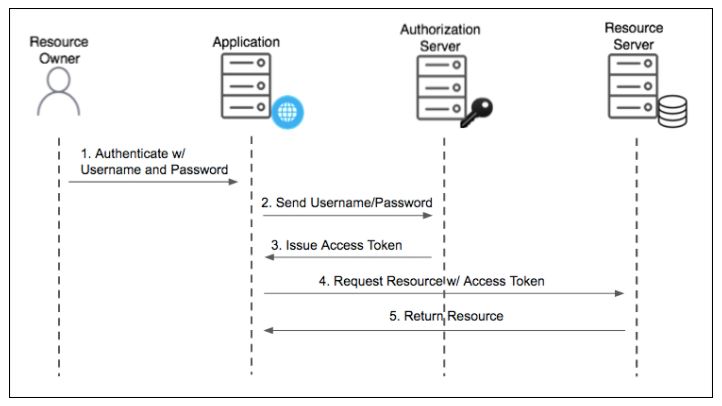 Resource
Owner
Application
Authorization
Server
Resource
Server
1. Authenticate w/
Username and Password
2. Send Username/Password
3. Issue Access Token
4. Request Resource w/ Access Token
5. Return Resource